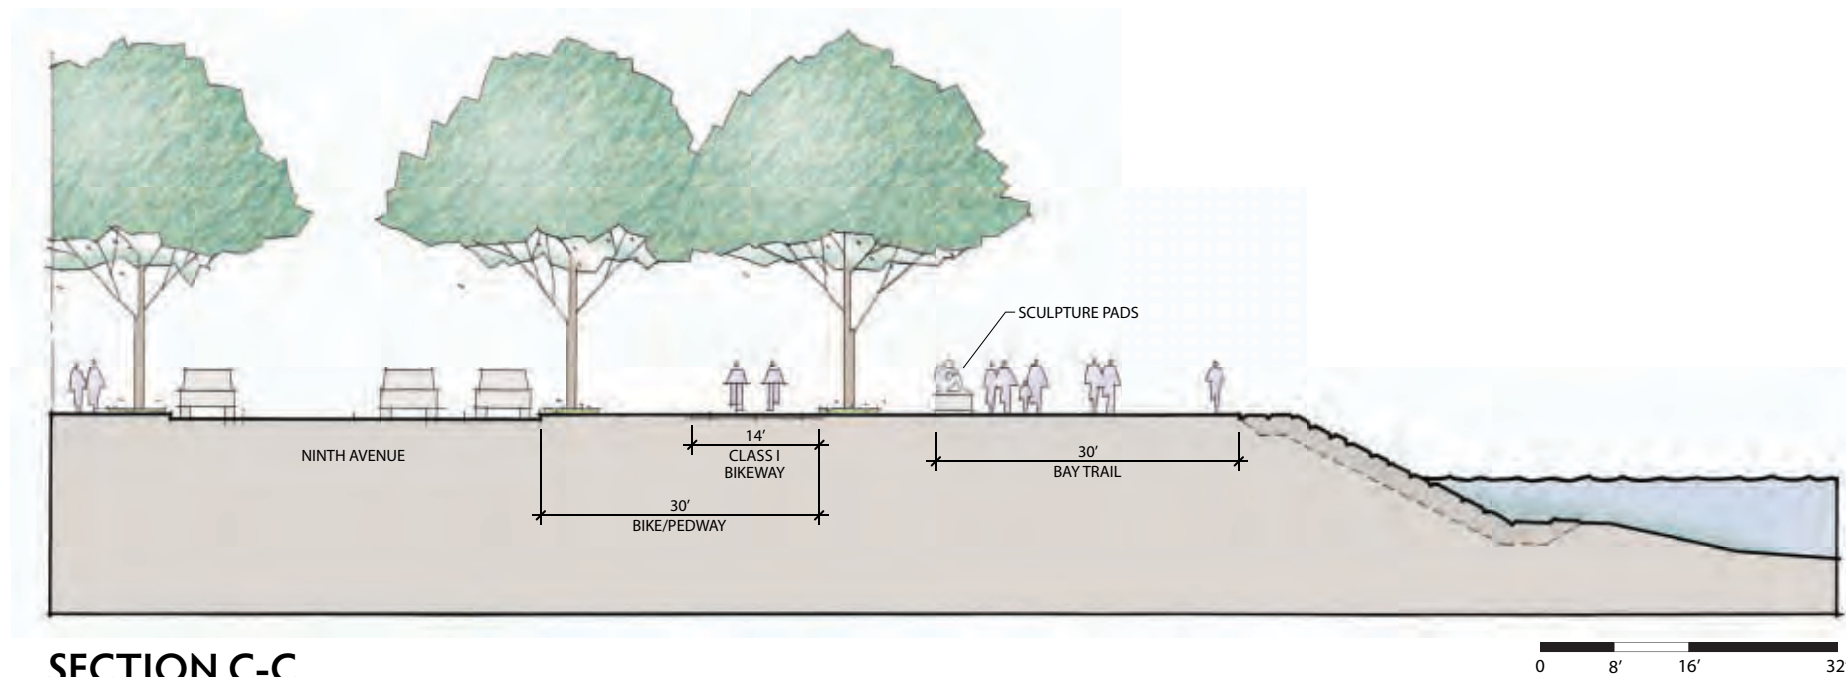 SCULPTURE PADS
NINTH AVENUE
14’
CLASS I
BIKEWAY
30’
BAY TRAIL
30’
BIKE/PEDWAY
SECTION C-C
0 8’ 16’ 32